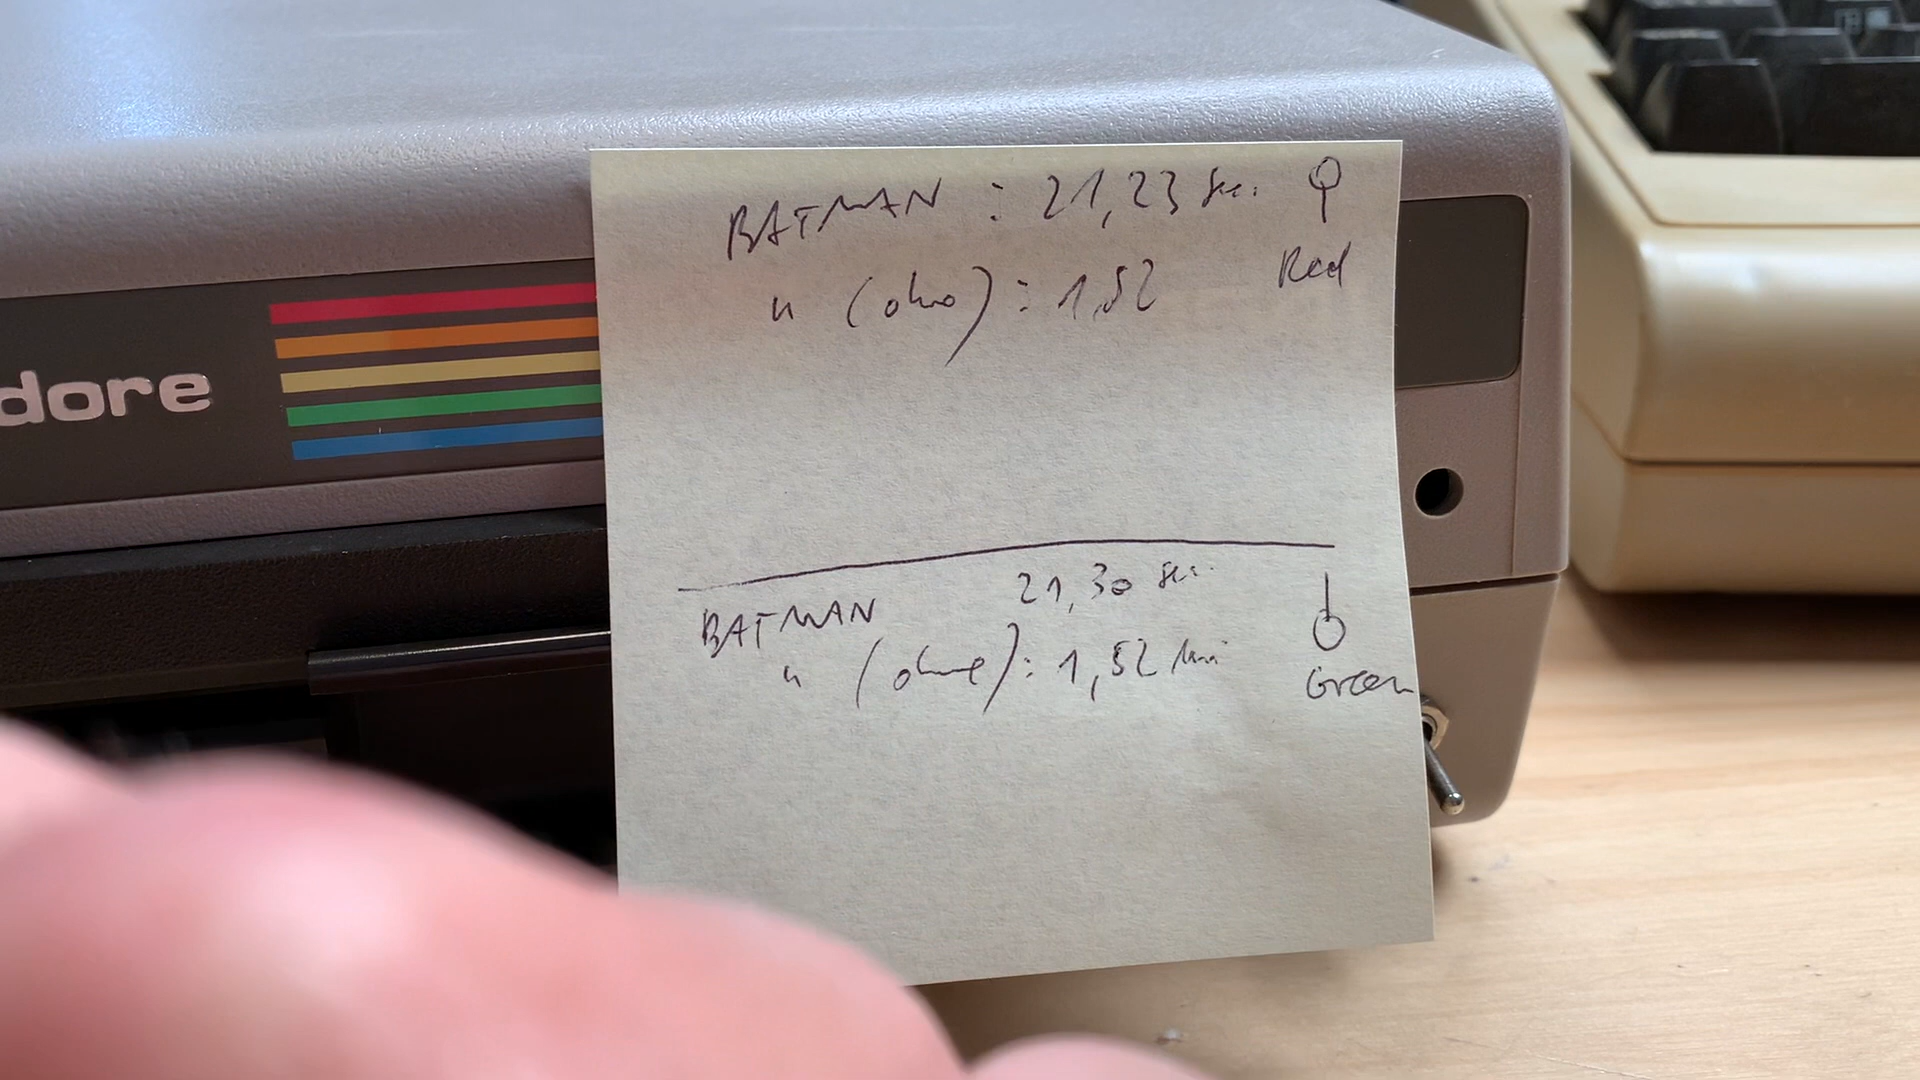 dore
BATMAN : 21,23 sec.
" (ohne) : 1,52
Red
BATMAN 21,30 sec.
" (ohne) : 1,52 min
Green